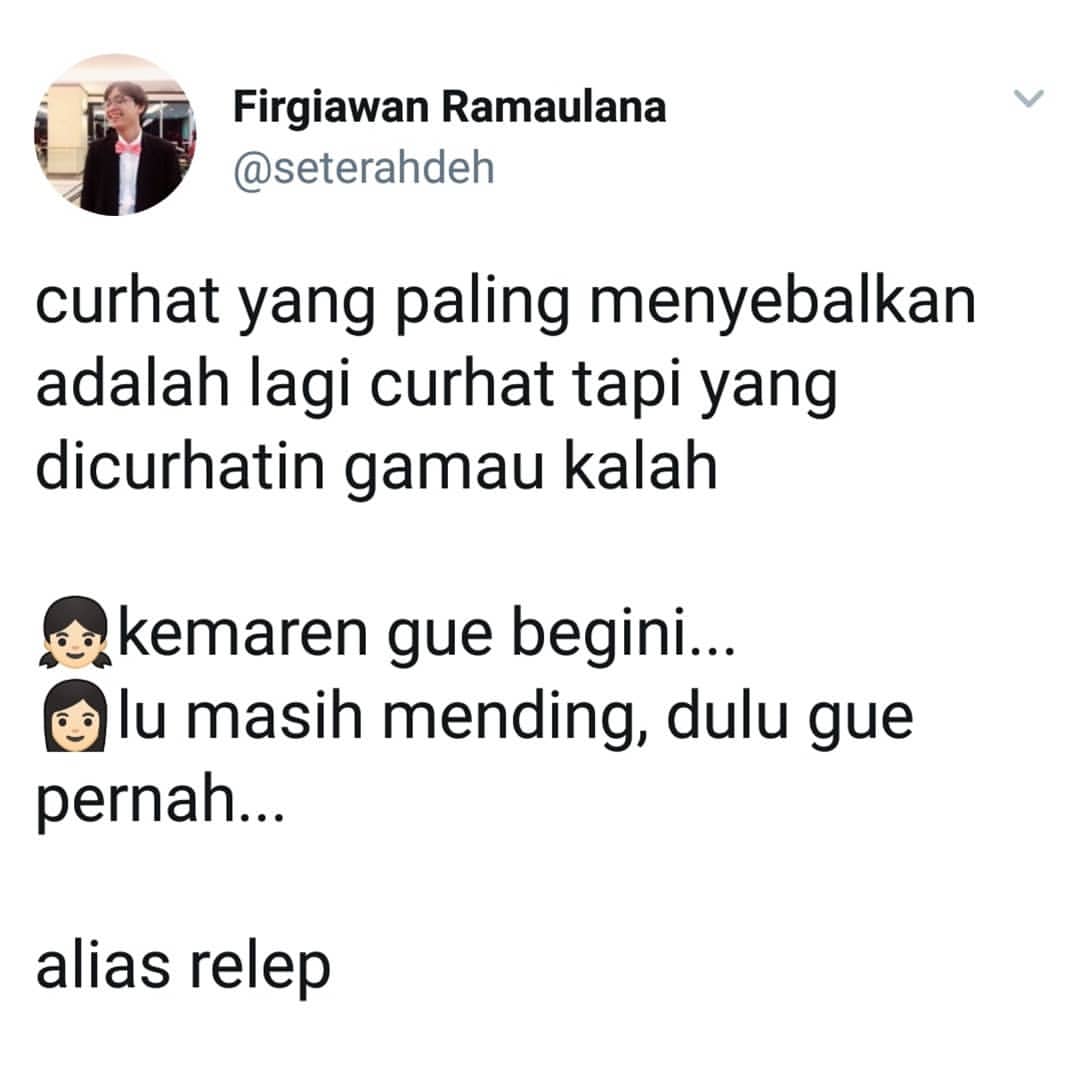 Firgiawan Ramaulana
@seterahdeh
curhat yang paling menyebalkan
adalah lagi curhat tapi yang
dicurhatin gamau kalah
👧🏻kemaren gue begini...
👩🏻lu masih mending, dulu gue
pernah...
alias relep